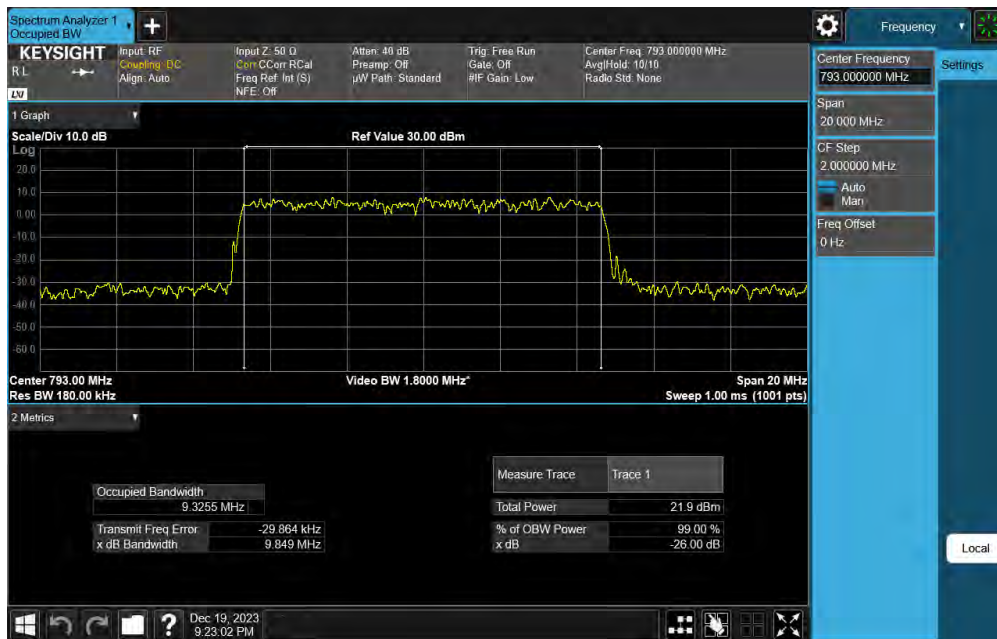 Spectrum Analyzer 1
Occupied BW
Frequency
KEYSIGHT
RL
LXI
Input: RF
Coupling: DC
Align: Auto
Input Z: 50 Ω
Corr CCorr RCal
Freq Ref: Int (S)
NFE: Off
Atten: 40 dB
Preamp: Off
µW Path: Standard
Trig: Free Run
Gate: Off
#IF Gain: Low
Center Freq: 793.000000 MHz
Avg|Hold: 10/10
Radio Std: None
Center Frequency
793.000000 MHz
Settings
Span
20.000 MHz
CF Step
2.000000 MHz
Auto
Man
Freq Offset
0 Hz
Local
1 Graph
Scale/Div 10.0 dB
Ref Value 30.00 dBm
Log
20.0
10.0
0.00
-10.0
-20.0
-30.0
-40.0
-50.0
-60.0
Center 793.00 MHz
Video BW 1.8000 MHz*
Span 20 MHz
Res BW 180.00 kHz
Sweep 1.00 ms (1001 pts)
2 Metrics
Occupied Bandwidth
9.3255 MHz
Transmit Freq Error -29.864 kHz
x dB Bandwidth 9.849 MHz
Measure Trace Trace 1
Total Power 21.9 dBm
% of OBW Power 99.00 %
x dB -26.00 dB
?
Dec 19, 2023
9:23:02 PM